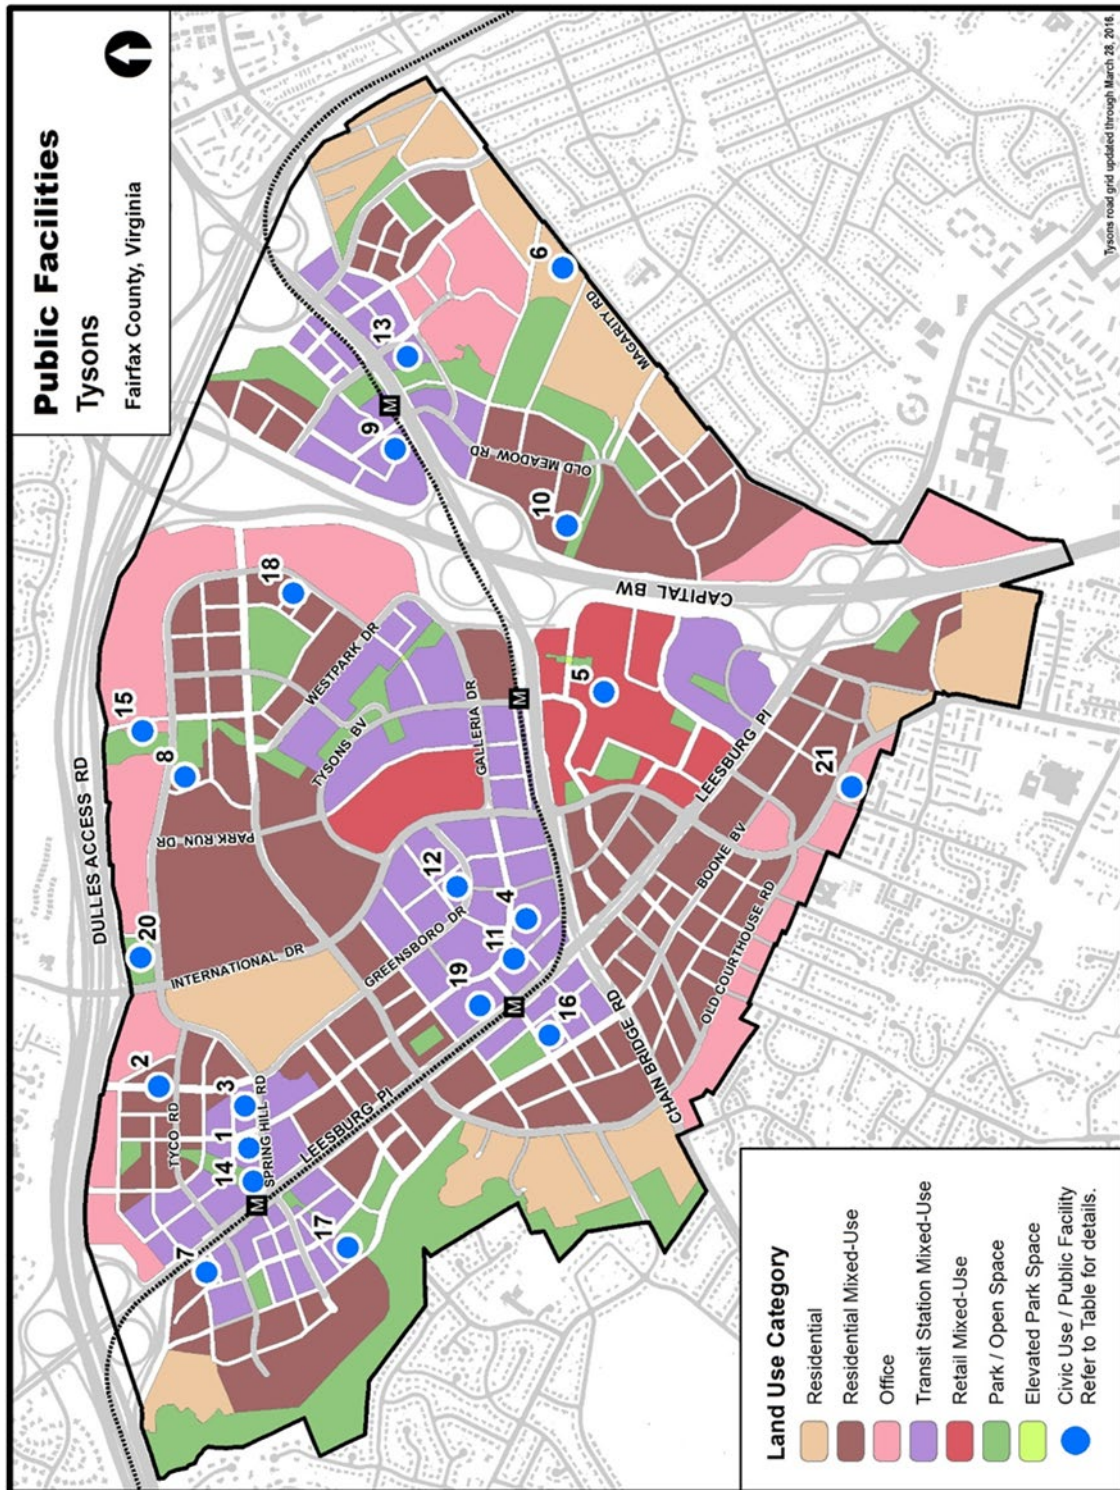 Public Facilities
Tysons
Fairfax County, Virginia
DULLES ACCESS RD
15
8
18
20
2
3
1
14
7
17
19
11
4
12
16
5
21
9
13
10
6
TYCO RD
SPRING HILL RD
INTERNATIONAL DR
PARK RUN DR
WESTPARK DR
TYSONS BV
GALLERIA DR
GREENSBORO DR
LEESBURG PI
M
M
M
M
CAPITAL BW
OLD MEADOW RD
MAGARITY RD
LEESBURG PI
BOONE BV
OLD COURTHOUSE RD
CHAIN BRIDGE RD
Land Use Category
Residential
Residential Mixed-Use
Office
Transit Station Mixed-Use
Retail Mixed-Use
Park / Open Space
Elevated Park Space
Civic Use / Public Facility
Refer to Table for details.
Tysons road grid updated through March 28, 2016